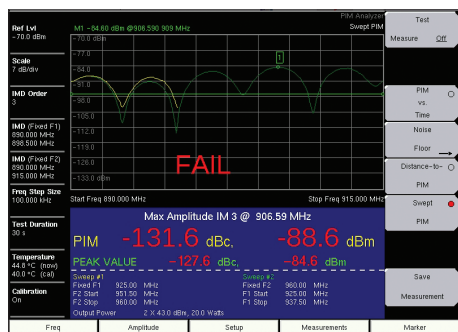 PIM Analyzer
Ref Lvl
-70.0 dBm
M1 -84.60 dBm @906.590 909 MHz
Swept PIM
-70.0 dBm
-77.0
-84.0
-91.0
-98.0
-105.0
-112.0
-119.0
-126.0
-133.0 dBm
1
FAIL
Scale
7 dB/div
IMD Order
3
IMD (Fixed F1)
890.000 MHz
898.500 MHz
IMD (Fixed F2)
890.000 MHz
915.000 MHz
Freq Step Size
100.000 kHz
Test Duration
30 s
Temperature
44.8 °C (now)
40.0 °C (cal)
Calibration
On
Start Freq 890.000 MHz
Stop Freq 915.000 MHz
Max Amplitude IM 3 @ 906.59 MHz
PIM -131.6 dBc, -88.6 dBm
PEAK VALUE -127.6 dBc, -84.6 dBm
Sweep #1
Fixed F1 925.00 MHz
F2 Start 951.50 MHz
F2 Stop 960.00 MHz
Sweep #2
Fixed F2 960.00 MHz
F1 Start 925.00 MHz
F1 Stop 937.50 MHz
Output Power 2 X 43.0 dBm, 20.0 Watts
Test
Measure Off
PIM
vs.
Time
Noise
Floor
Distance-to-
PIM
Swept
PIM
Save
Measurement
Freq
Amplitude
Setup
Measurements
Marker